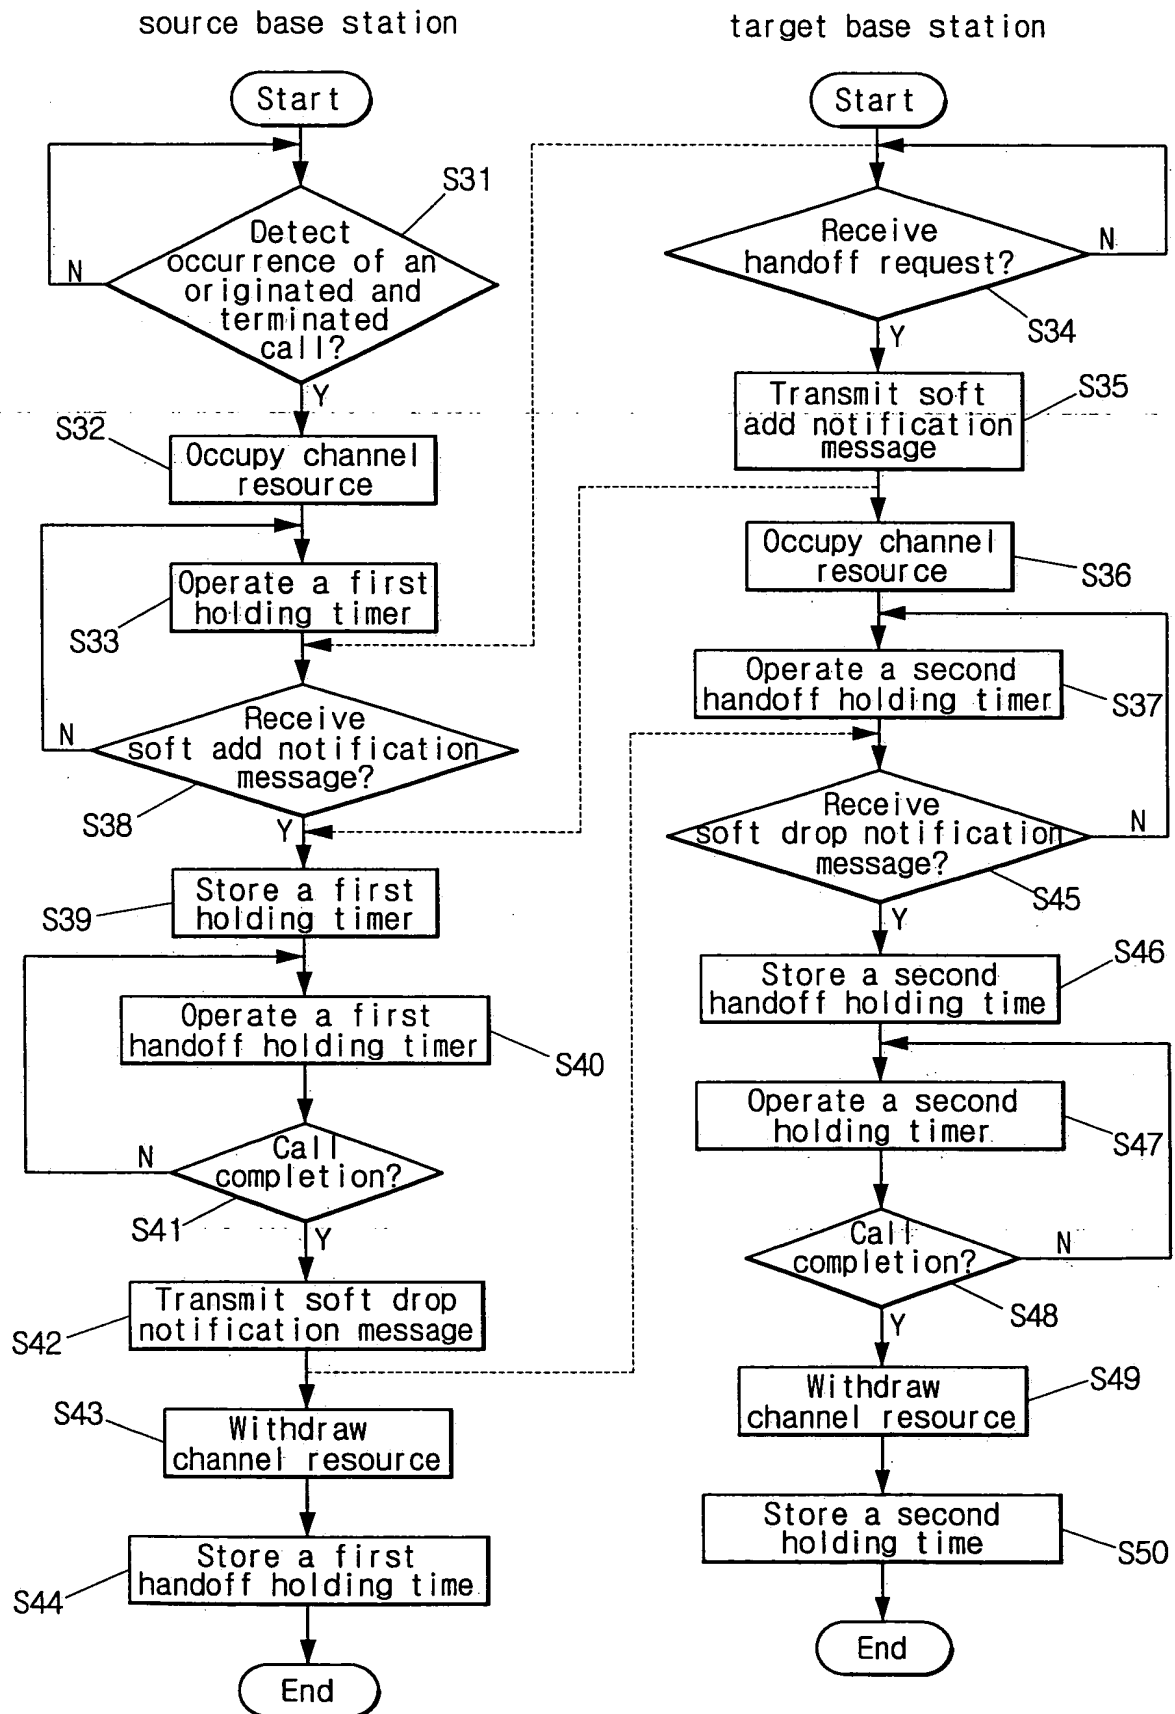 source base station
Start
S31
Detect
occurrence of an
originated and
terminated
call?
N
Y
S32
Occupy channel
resource
Operate a first
holding timer
S33
Receive
soft add notification
message?
N
S38
Y
Store a first
holding timer
S39
Operate a first
handoff holding timer
S40
Call
completion?
N
S41
Y
Transmit soft drop
notification message
S42
S43
Withdraw
channel resource
Store a first
handoff holding time
S44
End
target base station
Start
Receive
handoff request?
N
S34
Y
S35
Transmit soft
add notification
message
Occupy channel
resource
S36
Operate a second
handoff holding timer
S37
Receive
soft drop notification
message?
N
S45
Y
S46
Store a second
handoff holding time
Operate a second
holding timer
S47
Call
completion?
N
S48
Y
S49
Withdraw
channel resource
Store a second
holding time
S50
End